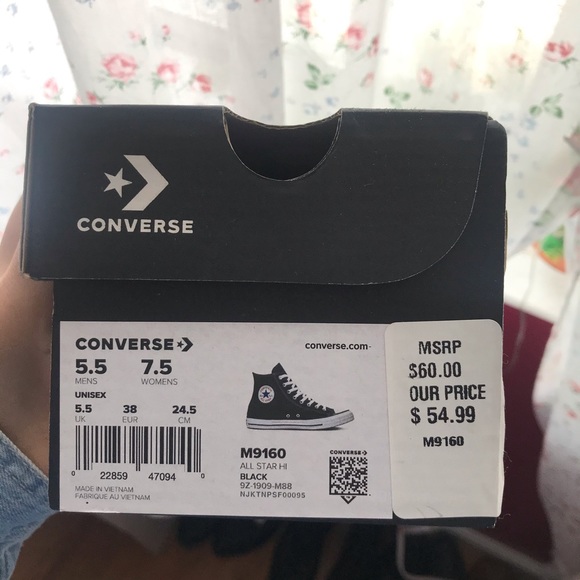 CONVERSE
CONVERSE
converse.com
5.5 7.5
MENS WOMENS
UNISEX
5.5 38 24.5
UK EUR CM
0 22859 47094 0
MADE IN VIETNAM
FABRIQUE AU VIETNAM
M9160
ALL STAR HI
BLACK
9Z-1909-M88
NJKTNPSF00095
CONVERSE
MSRP
$60.00
OUR PRICE
$ 54.99
M9160